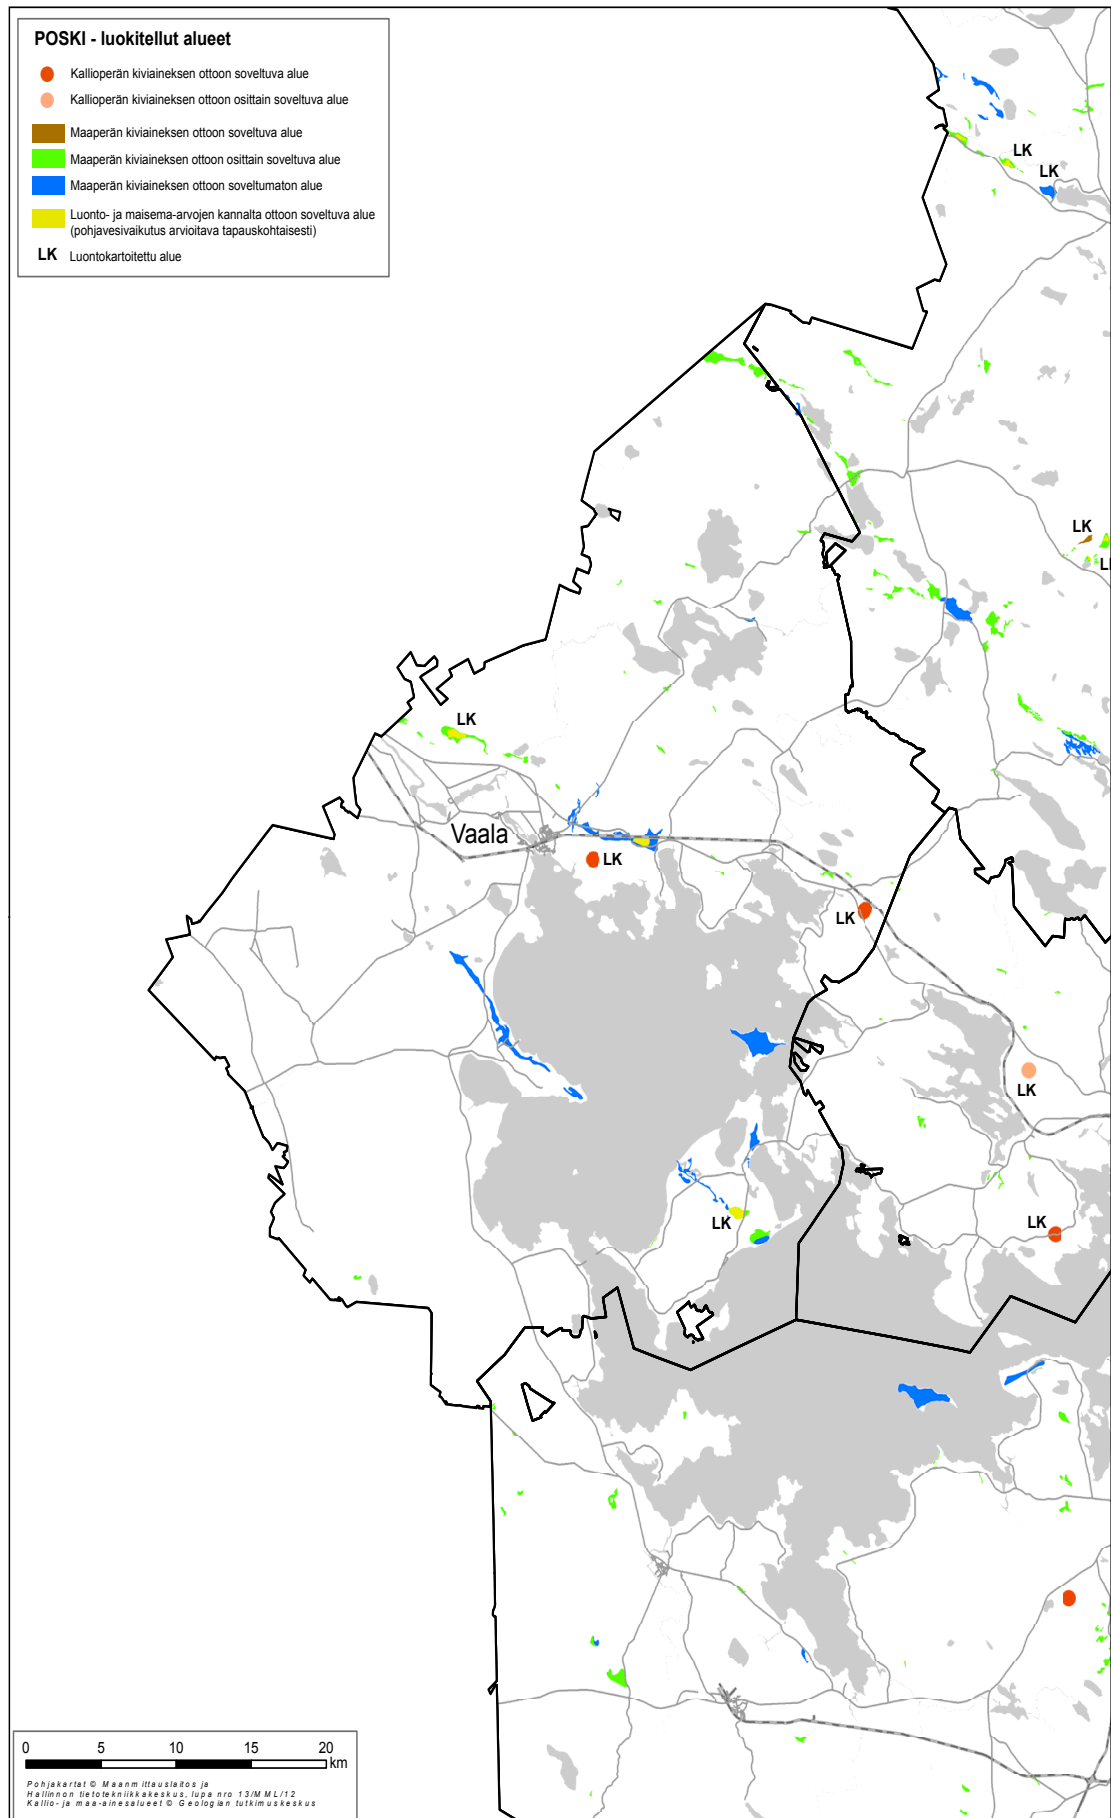 POSKI - luokitellut alueet
Kallioperän kiviaineksen ottoon soveltuva alue
Kallioperän kiviaineksen ottoon osittain soveltuva alue
Maaperän kiviaineksen ottoon soveltuva alue
Maaperän kiviaineksen ottoon osittain soveltuva alue
Maaperän kiviaineksen ottoon soveltumaton alue
Luonto- ja maisema-arvojen kannalta ottoon soveltuva alue
(pohjavesivaikutus arvioitava tapauskohtaisesti)
LK Luontokartoitettu alue
LK
LK
LK
LK
Vaala
LK
LK
LK
LK
LK
0 5 10 15 20
km
Pohjakartat © Maanmittauslaitos ja
Hallinnon tietotekniikkakeskus, lupa nro 13/MML/12
Kallio- ja maa-ainesalueet © Geologian tutkimuskeskus